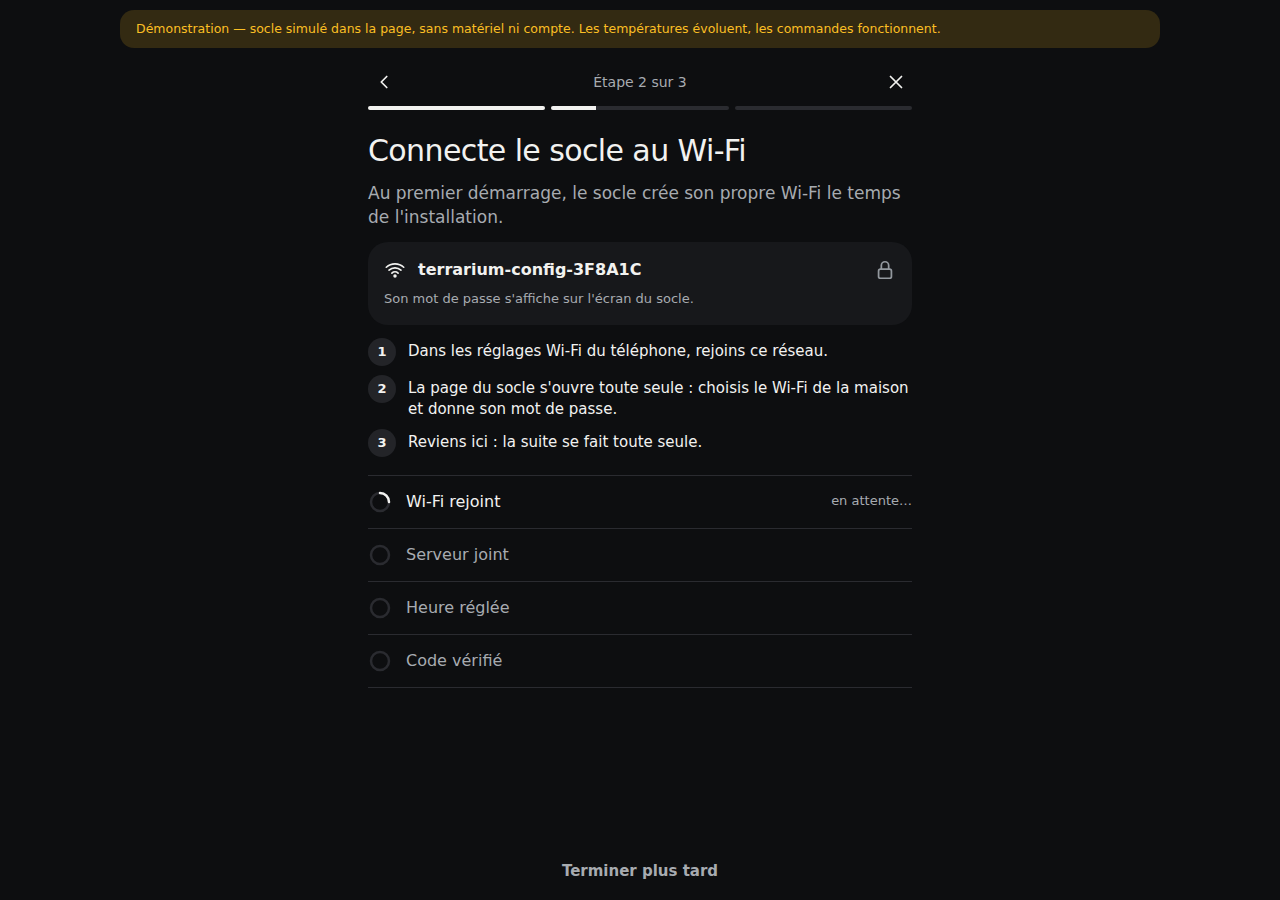 Démonstration — socle simulé dans la page, sans matériel ni compte. Les températures évoluent, les commandes fonctionnent.
Étape 2 sur 3
Connecte le socle au Wi-Fi
Au premier démarrage, le socle crée son propre Wi-Fi le temps
de l'installation.
terrarium-config-3F8A1C
Son mot de passe s'affiche sur l'écran du socle.
1 Dans les réglages Wi-Fi du téléphone, rejoins ce réseau.
2 La page du socle s'ouvre toute seule : choisis le Wi-Fi de la maison
et donne son mot de passe.
3 Reviens ici : la suite se fait toute seule.
Wi-Fi rejoint en attente…
Serveur joint
Heure réglée
Code vérifié
Terminer plus tard